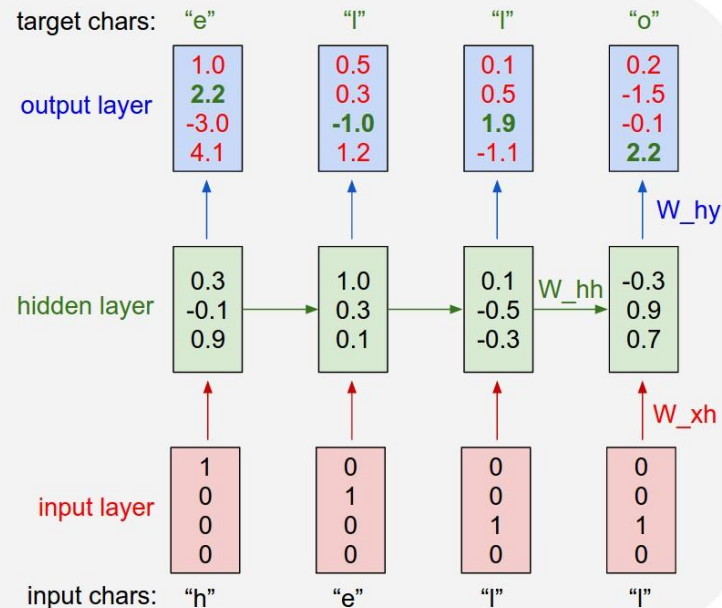 target chars: “e” “l” “l” “o”
1.0 0.5 0.1 0.2
2.2 0.3 0.5 -1.5
output layer -3.0 -1.0 1.9 -0.1
4.1 1.2 -1.1 2.2
W_hy
0.3 1.0 0.1 W_hh -0.3
hidden layer -0.1 0.3 -0.5 0.9
0.9 0.1 -0.3 0.7
W_xh
1 0 0 0
0 1 0 0
input layer 0 0 1 1
0 0 0 0
input chars: “h” “e” “l” “l”